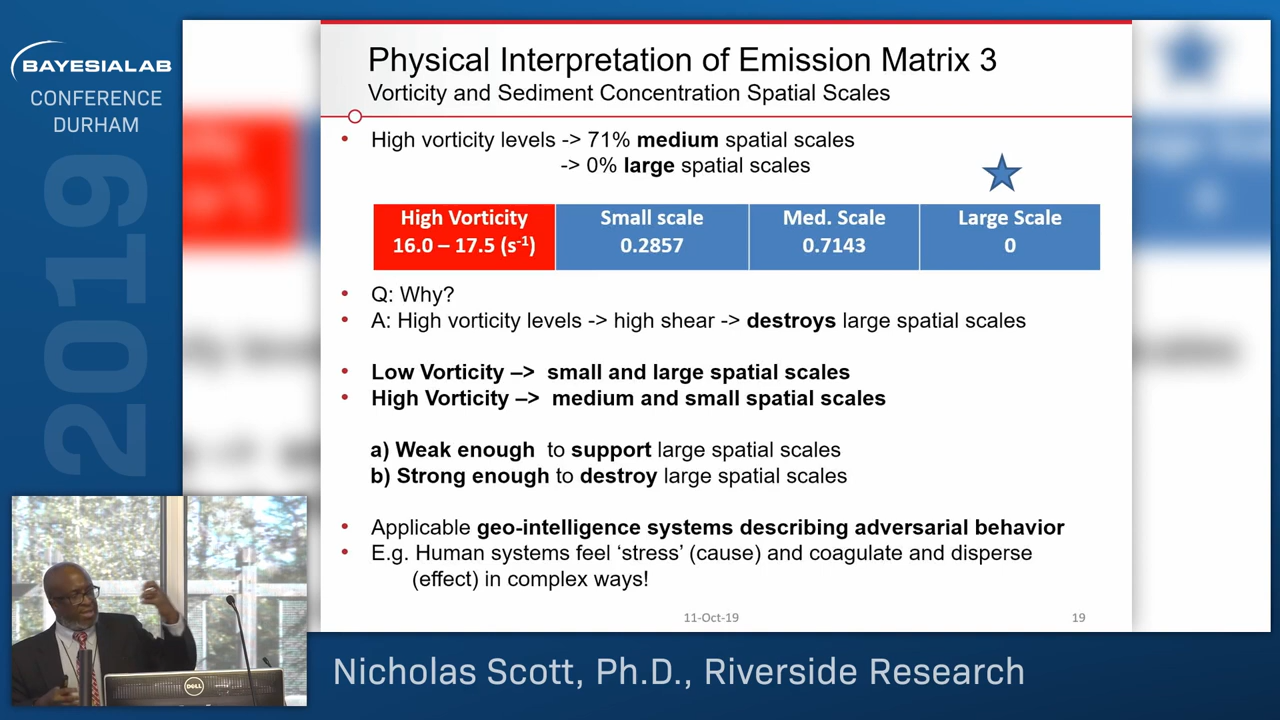 BAYESIALAB
CONFERENCE
DURHAM
2019
Physical Interpretation of Emission Matrix 3
Vorticity and Sediment Concentration Spatial Scales
• High vorticity levels -> 71% medium spatial scales
-> 0% large spatial scales
High Vorticity Small scale Med. Scale Large Scale
16.0 – 17.5 (s-1) 0.2857 0.7143 0
• Q: Why?
• A: High vorticity levels -> high shear -> destroys large spatial scales
• Low Vorticity –> small and large spatial scales
• High Vorticity –> medium and small spatial scales
a) Weak enough to support large spatial scales
b) Strong enough to destroy large spatial scales
• Applicable geo-intelligence systems describing adversarial behavior
• E.g. Human systems feel ‘stress’ (cause) and coagulate and disperse
(effect) in complex ways!
11-Oct-19 19
DELL
Nicholas Scott, Ph.D., Riverside Research